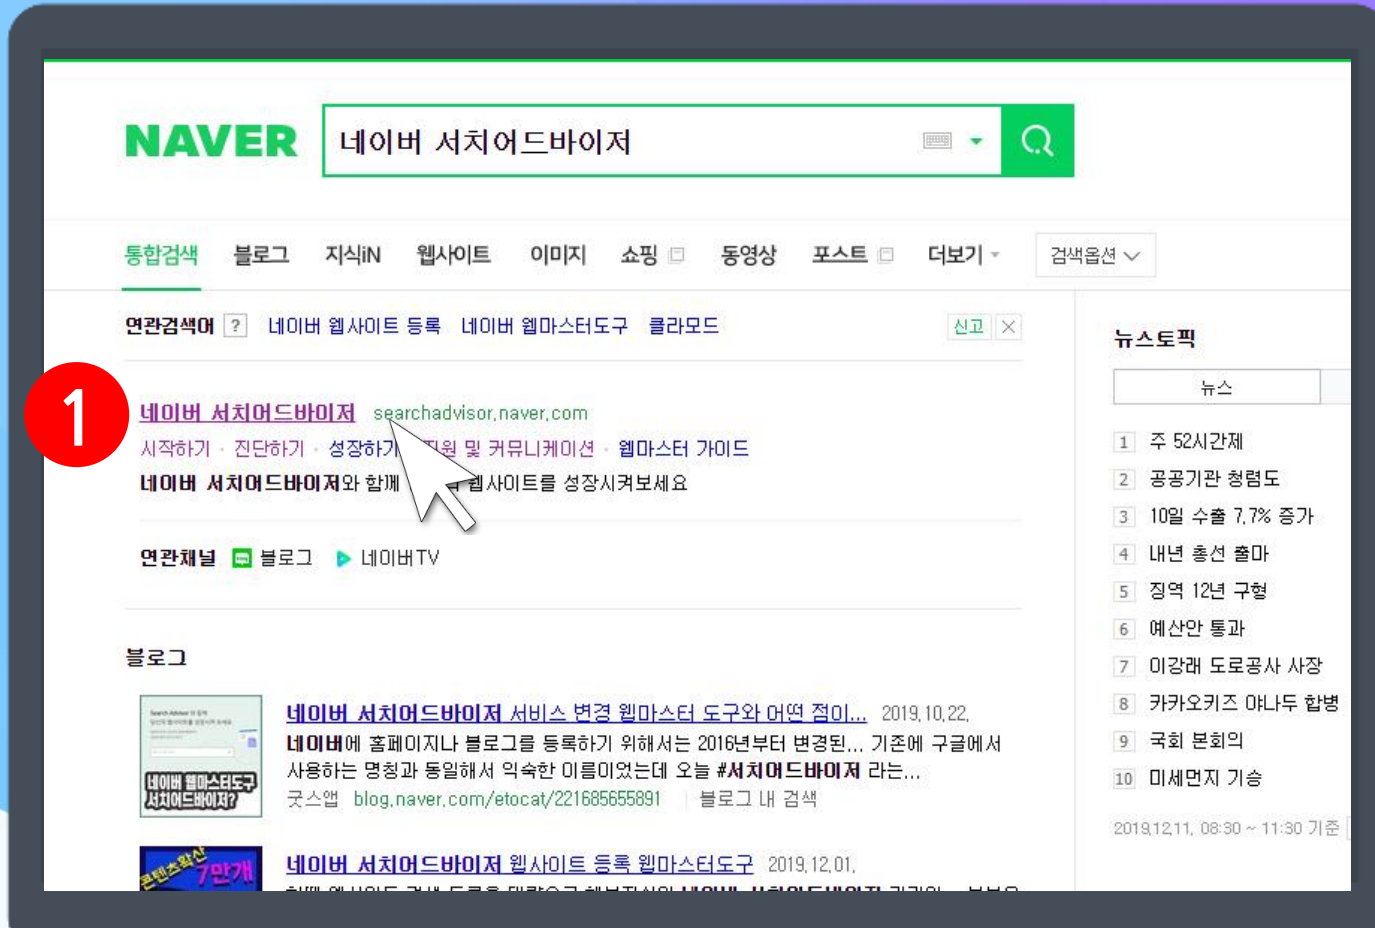 NAVER
네이버 서치어드바이저
통합검색 블로그 지식iN 웹사이트 이미지 쇼핑 동영상 포스트 더보기 검색옵션
연관검색어 ? 네이버 웹사이트 등록 네이버 웹마스터도구 클라모드 신고
1
네이버 서치어드바이저 searchadvisor.naver.com
시작하기 · 진단하기 · 성장하기 및 커뮤니케이션 · 웹마스터 가이드
네이버 서치어드바이저와 함께 웹사이트를 성장시켜보세요
연관채널 블로그 네이버TV
블로그
네이버 웹마스터도구
서치어드바이저?
네이버 서치어드바이저 서비스 변경 웹마스터 도구와 어떤 점이... 2019.10.22.
네이버에 홈페이지나 블로그를 등록하기 위해서는 2016년부터 변경된... 기존에 구글에서
사용하는 명칭과 동일해서 익숙한 이름이었는데 오늘 #서치어드바이저 라는...
굿스앱 blog.naver.com/etocat/221685655891 블로그 내 검색
콘텐츠확산
7만개
네이버 서치어드바이저 웹사이트 등록 웹마스터도구 2019.12.01.
뉴스토픽
뉴스
1 주 52시간제
2 공공기관 청렴도
3 10일 수출 7.7% 증가
4 내년 총선 출마
5 징역 12년 구형
6 예산안 통과
7 이강래 도로공사 사장
8 카카오키즈 야나두 합병
9 국회 본회의
10 미세먼지 기승
2019.12.11. 08:30 ~ 11:30 기준